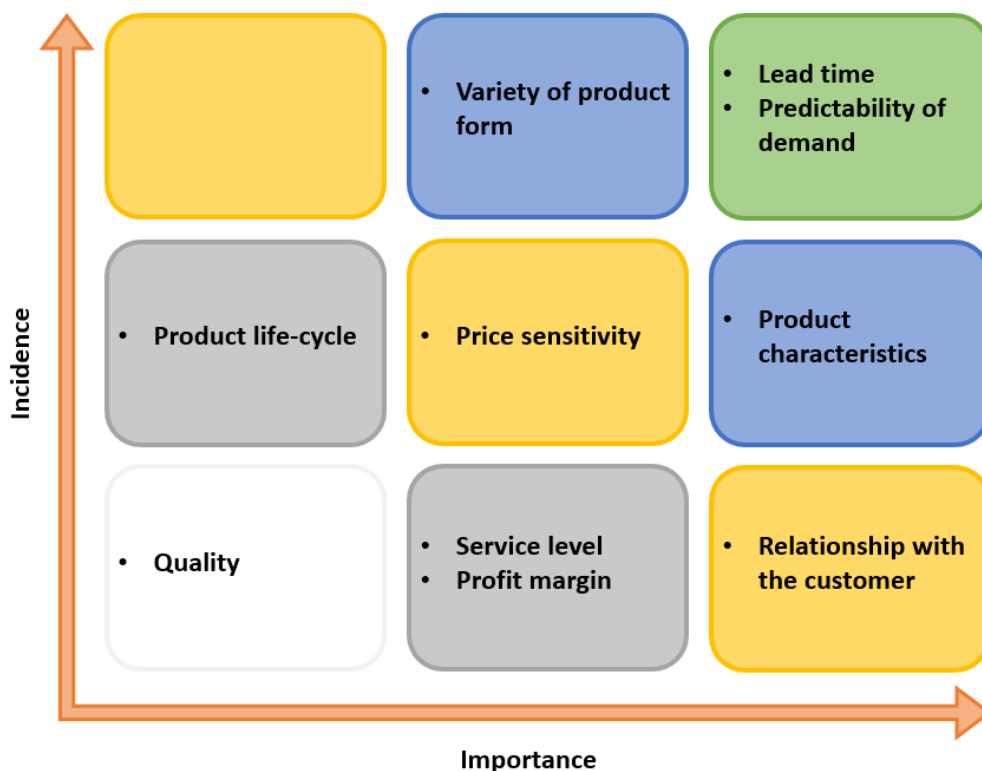 • Variety of product
form
• Lead time
• Predictability of
demand
• Product life-cycle
• Price sensitivity
• Product
characteristics
• Quality
• Service level
• Profit margin
• Relationship with
the customer
Incidence
Importance